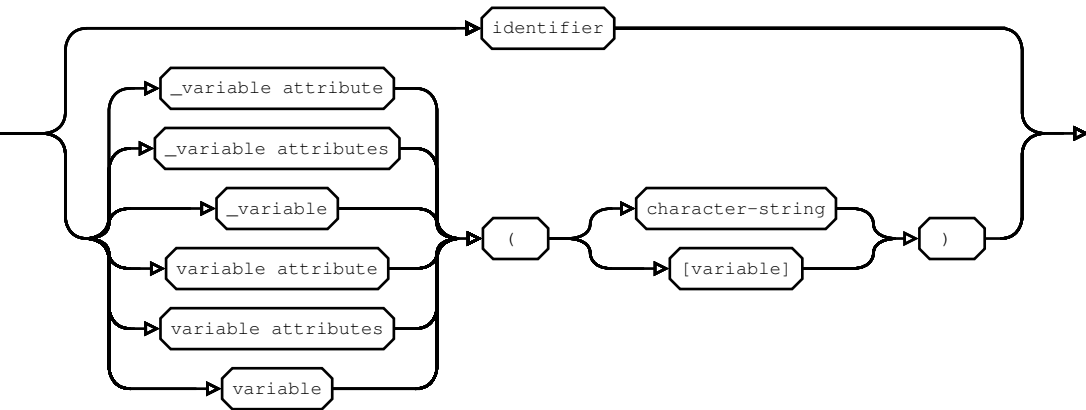 identifier
_variable attribute
_variable attributes
_variable
variable attribute
variable attributes
variable
(
character-string
[variable]
)